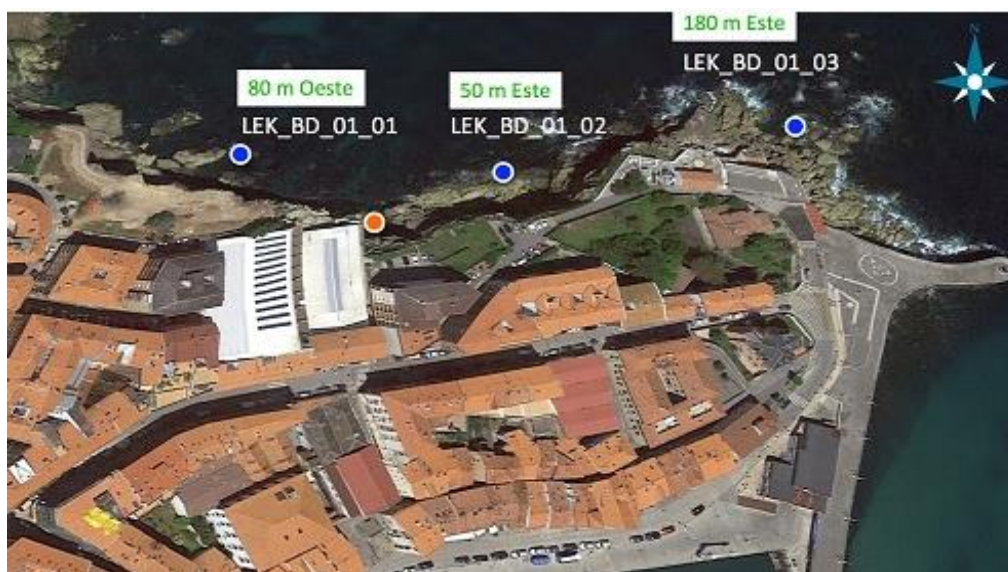 180 m Este
LEK_BD_01_03
N
80 m Oeste
LEK_BD_01_01
50 m Este
LEK_BD_01_02